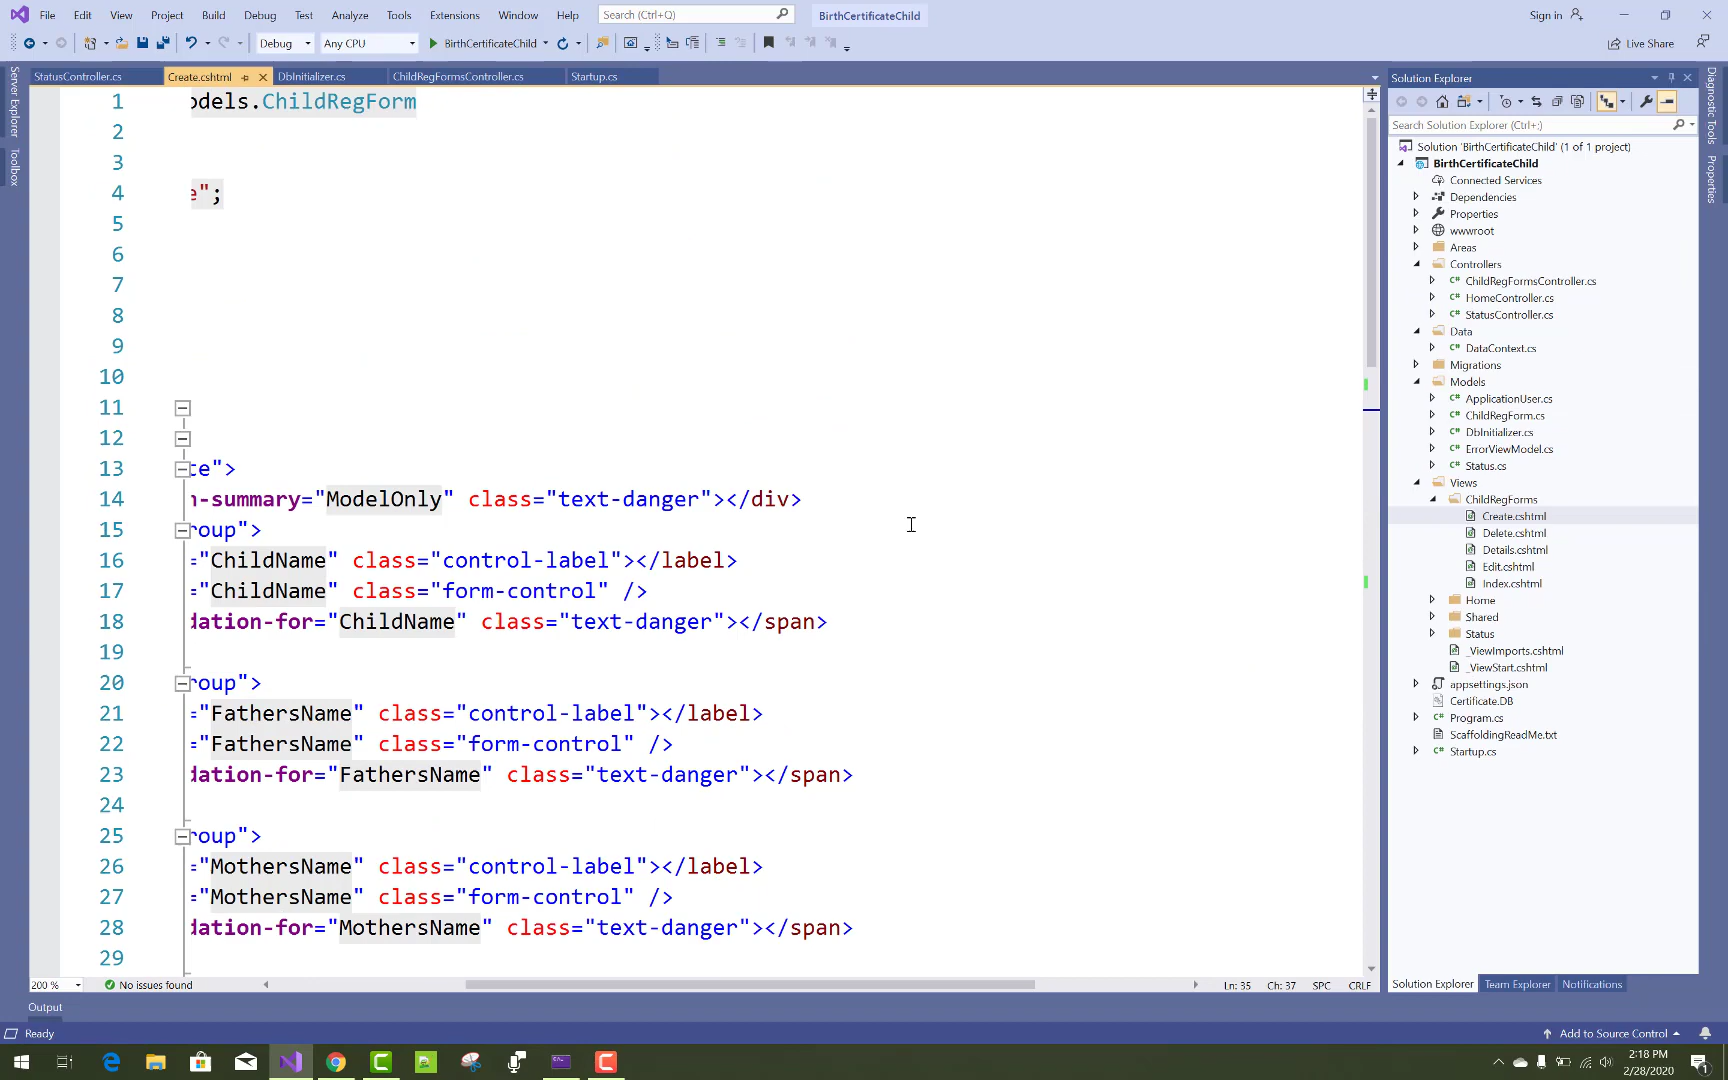 File Edit View Project Build Debug Test Analyze Tools Extensions Window Help Search (Ctrl+Q) BirthCertificateChild Sign in
Debug Any CPU BirthCertificateChild Live Share
StatusController.cs Create.cshtml DbInitializer.cs ChildRegFormsController.cs Startup.cs
Server Explorer
Toolbox
1 odels.ChildRegForm
2
3
4 e";
5
6
7
8
9
10
11
12
13 te">
14 n-summary="ModelOnly" class="text-danger"></div>
15 roup">
16 ="ChildName" class="control-label"></label>
17 ="ChildName" class="form-control" />
18 dation-for="ChildName" class="text-danger"></span>
19
20 roup">
21 ="FathersName" class="control-label"></label>
22 ="FathersName" class="form-control" />
23 dation-for="FathersName" class="text-danger"></span>
24
25 roup">
26 ="MothersName" class="control-label"></label>
27 ="MothersName" class="form-control" />
28 dation-for="MothersName" class="text-danger"></span>
29
200 % No issues found Ln: 35 Ch: 37 SPC CRLF
Solution Explorer
Search Solution Explorer (Ctrl+;)
Solution 'BirthCertificateChild' (1 of 1 project)
BirthCertificateChild
Connected Services
Dependencies
Properties
wwwroot
Areas
Controllers
C# ChildRegFormsController.cs
C# HomeController.cs
C# StatusController.cs
Data
C# DataContext.cs
Migrations
Models
C# ApplicationUser.cs
C# ChildRegForm.cs
C# DbInitializer.cs
C# ErrorViewModel.cs
C# Status.cs
Views
ChildRegForms
Create.cshtml
Delete.cshtml
Details.cshtml
Edit.cshtml
Index.cshtml
Home
Shared
Status
_ViewImports.cshtml
_ViewStart.cshtml
appsettings.json
Certificate.DB
C# Program.cs
ScaffoldingReadMe.txt
C# Startup.cs
Solution Explorer Team Explorer Notifications
Diagnostic Tools
Properties
Output
Ready Add to Source Control
2:18 PM
2/28/2020
1